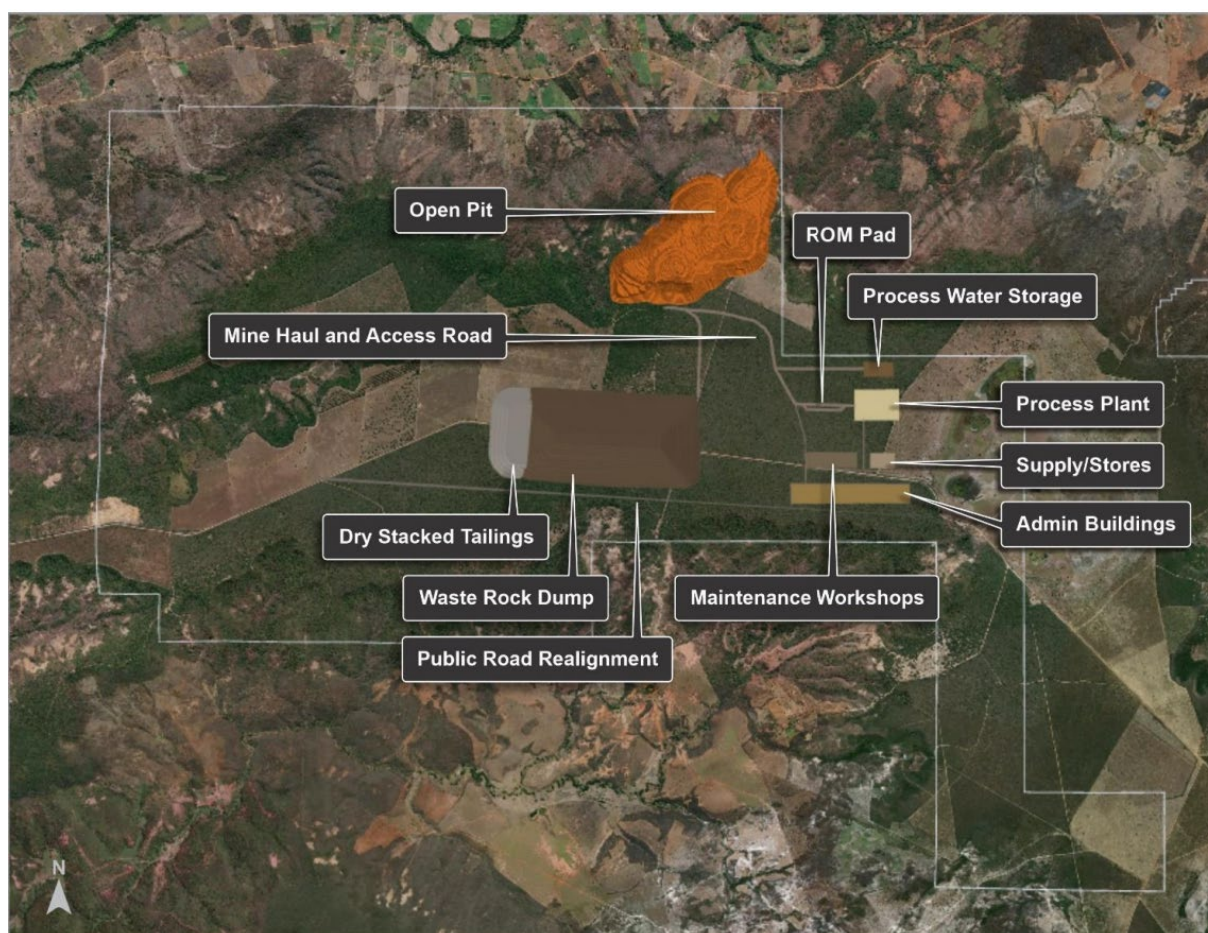 Open Pit
ROM Pad
Process Water Storage
Mine Haul and Access Road
Process Plant
Supply/Stores
Dry Stacked Tailings
Admin Buildings
Waste Rock Dump
Maintenance Workshops
Public Road Realignment
N